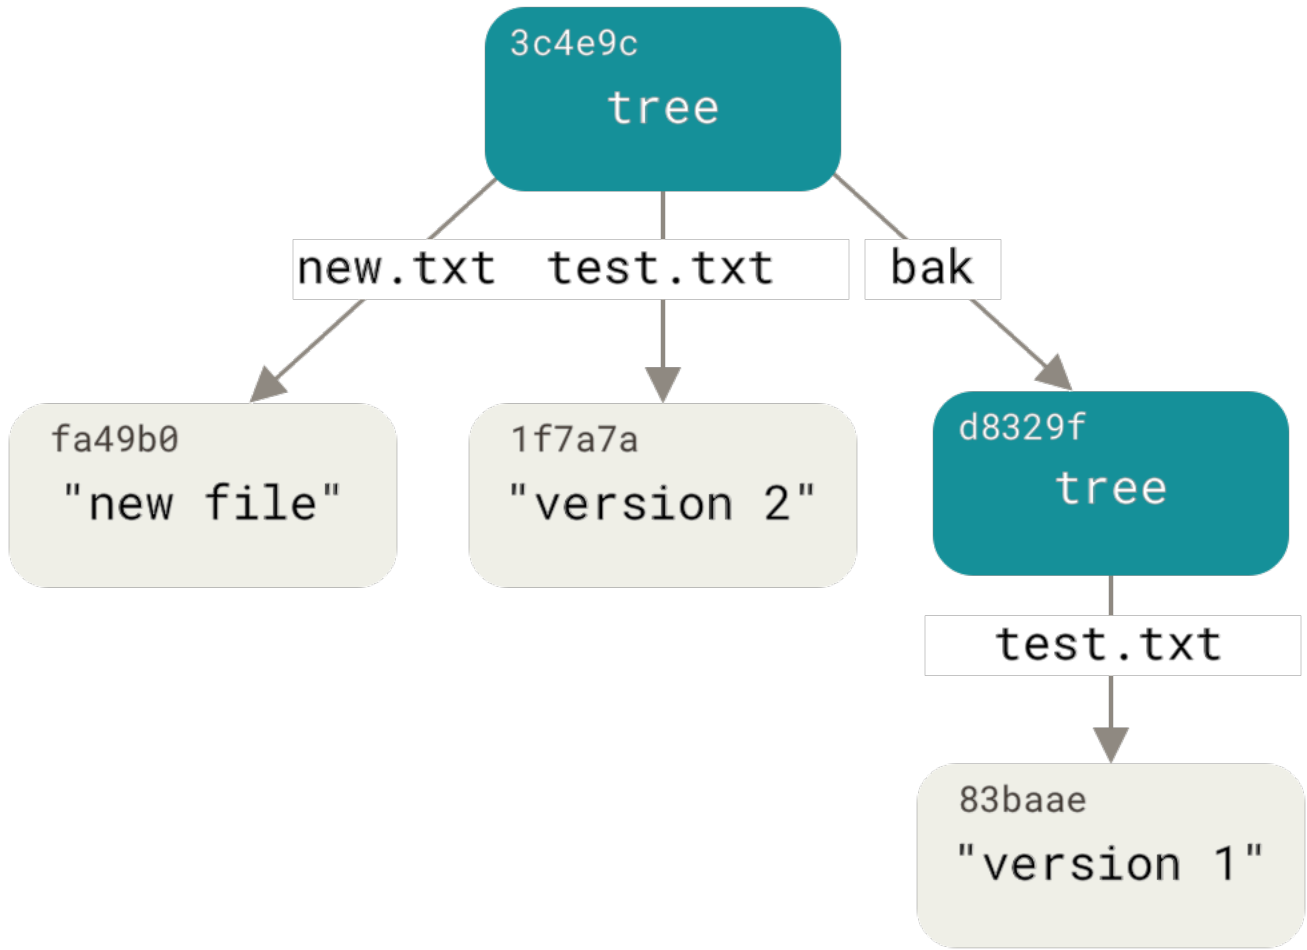 3c4e9c
tree
new.txt
test.txt
bak
fa49b0
"new file"
1f7a7a
"version 2"
d8329f
tree
test.txt
83baae
"version 1"